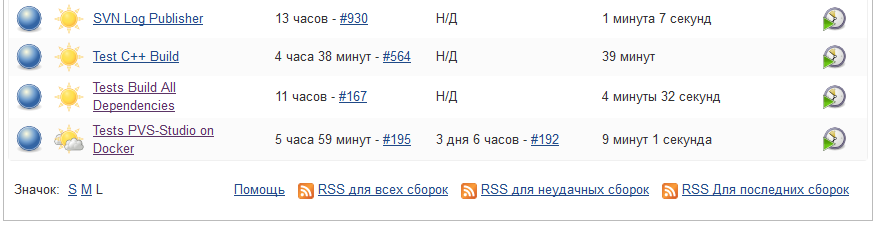 SVN Log Publisher 13 часов - #930 Н/Д 1 минута 7 секунд
Test C++ Build 4 часа 38 минут - #564 Н/Д 39 минут
Tests Build All
Dependencies 11 часов - #167 Н/Д 4 минуты 32 секунд
Tests PVS-Studio on
Docker 5 часа 59 минут - #195 3 дня 6 часов - #192 9 минут 1 секунда
Значок: S M L Помощь RSS для всех сборок RSS для неудачных сборок RSS Для последних сборок